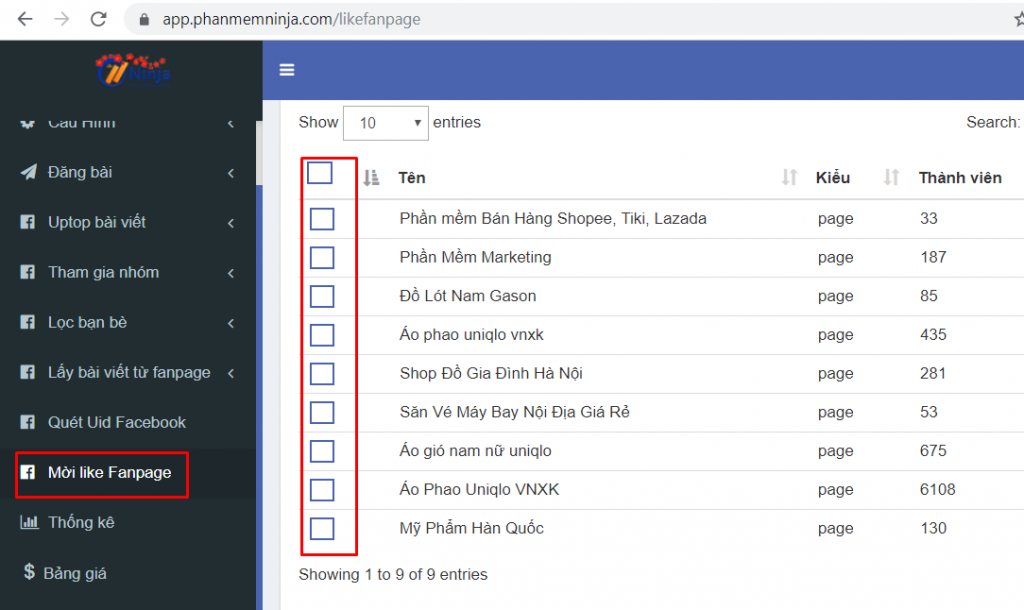 app.phanmemninja.com/likefanpage
Ninja
Cấu Hình
Đăng bài
Uptop bài viết
Tham gia nhóm
Lọc bạn bè
Lấy bài viết từ fanpage
Quét Uid Facebook
Mời like Fanpage
Thống kê
Bảng giá
Show 10 entries
Search:
Tên Kiểu Thành viên
Phần mềm Bán Hàng Shopee, Tiki, Lazada page 33
Phần Mềm Marketing page 187
Đồ Lót Nam Gason page 85
Áo phao uniqlo vnxk page 435
Shop Đồ Gia Đình Hà Nội page 281
Săn Vé Máy Bay Nội Địa Giá Rẻ page 53
Áo gió nam nữ uniqlo page 675
Áo Phao Uniqlo VNXK page 6108
Mỹ Phẩm Hàn Quốc page 130
Showing 1 to 9 of 9 entries